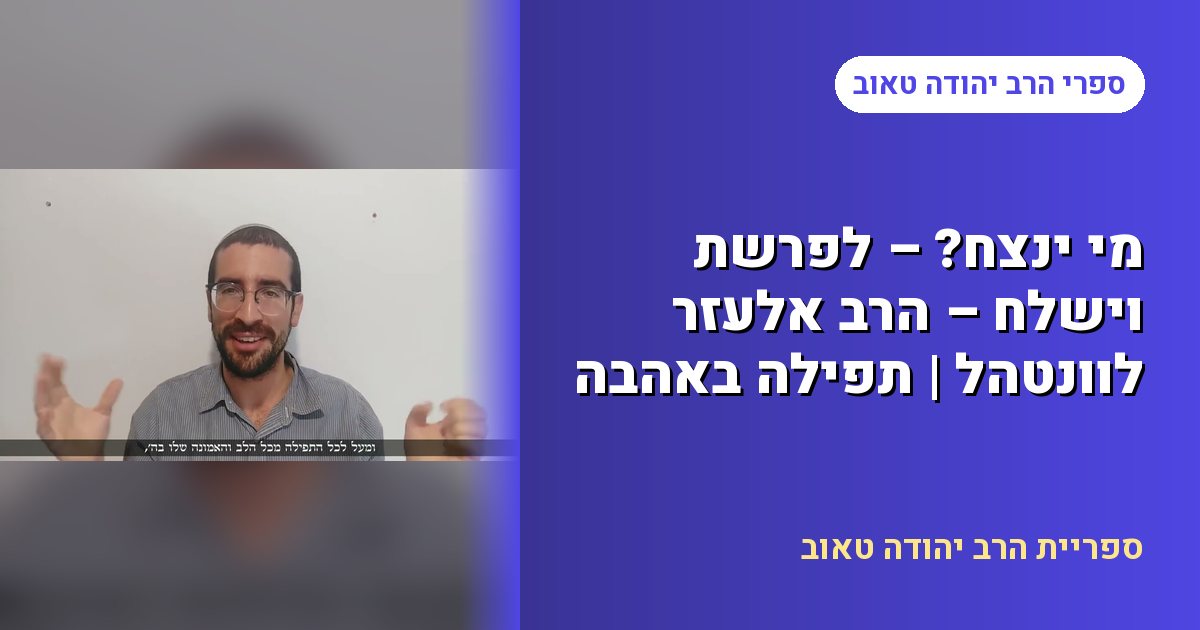 ספרי הרב יהודה טאוב
מי ינצח? – לפרשת
וישלח – הרב אלעזר
לוונטהל | תפילה באהבה
ומעל לכל התפילה מכל הלב והאמונה שלו בה׳,
ספריית הרב יהודה טאוב